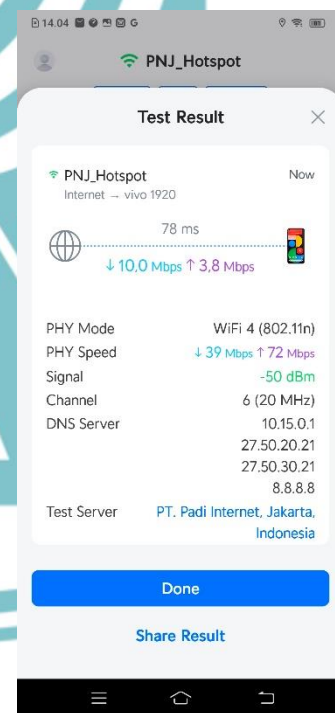 14.04
PNJ_Hotspot
Test Result
PNJ_Hotspot Now
Internet → vivo 1920
78 ms
↓ 10,0 Mbps ↑ 3,8 Mbps
PHY Mode WiFi 4 (802.11n)
PHY Speed ↓ 39 Mbps ↑ 72 Mbps
Signal -50 dBm
Channel 6 (20 MHz)
DNS Server 10.15.0.1
27.50.20.21
27.50.30.21
8.8.8.8
Test Server PT. Padi Internet, Jakarta,
Indonesia
Done
Share Result